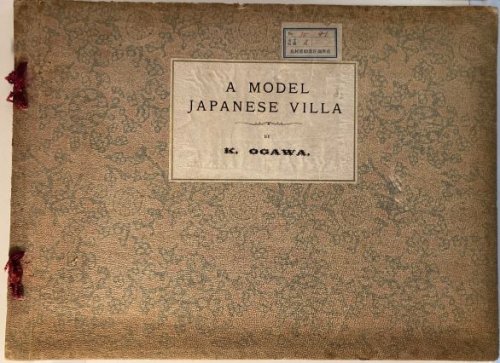 A MODEL
JAPANESE VILLA
BY
K. OGAWA.